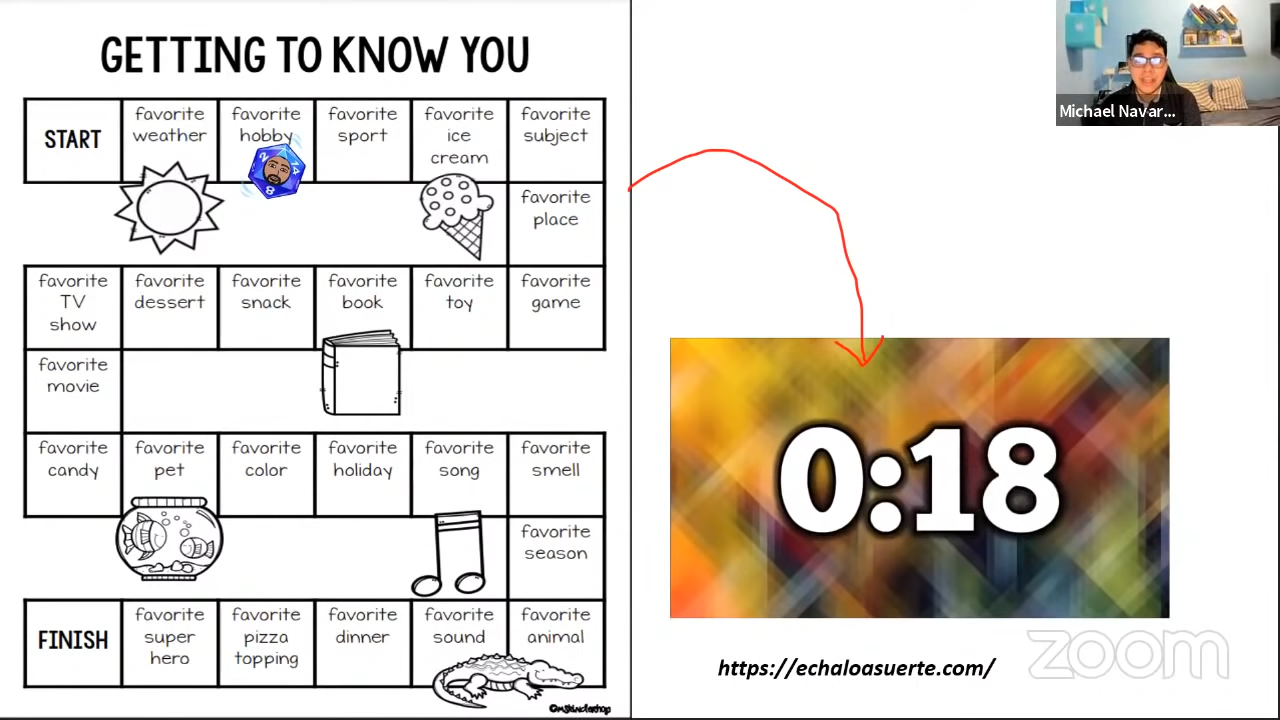 GETTING TO KNOW YOU
START
favorite
weather
favorite
hobby
favorite
sport
favorite
ice
cream
favorite
subject
favorite
place
favorite
TV
show
favorite
dessert
favorite
snack
favorite
book
favorite
toy
favorite
game
favorite
movie
favorite
candy
favorite
pet
favorite
color
favorite
holiday
favorite
song
favorite
smell
favorite
season
FINISH
favorite
super
hero
favorite
pizza
topping
favorite
dinner
favorite
sound
favorite
animal
Michael Navar...
0:18
https://echaloasuerte.com/
zoom